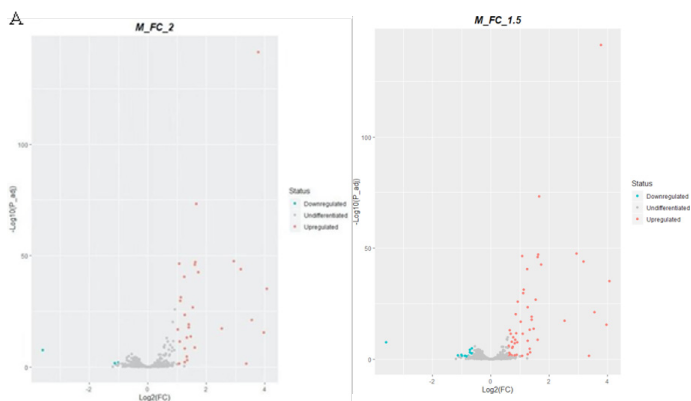 A
M_FC_2
-Log10(P_adj)
100
50
0
-2
0
2
4
Log2(FC)
Status
Downregulated
Undifferentiated
Upregulated
M_FC_1.5
-Log10(P_adj)
100
50
0
-2
0
2
4
Log2(FC)
Status
Downregulated
Undifferentiated
Upregulated